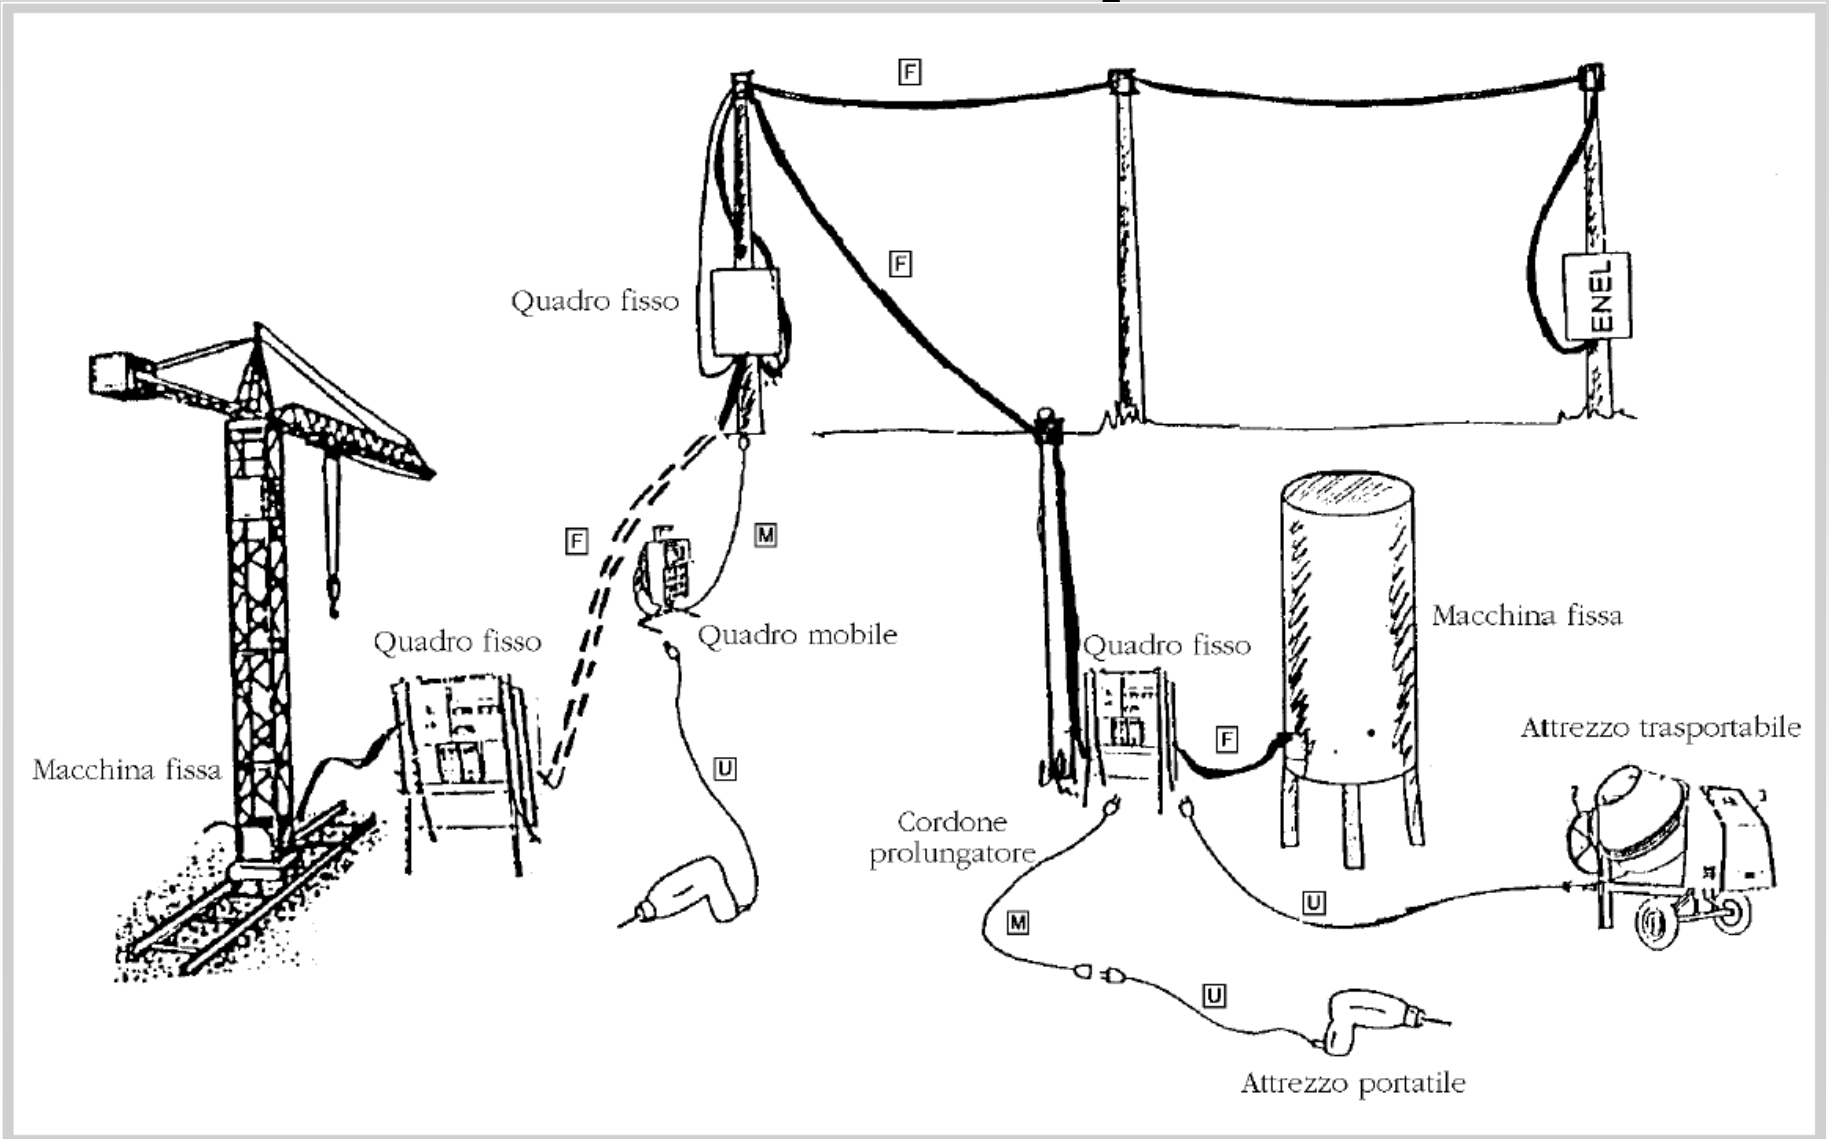 F
F
Quadro fisso
ENEL
F
M
Quadro fisso
Quadro mobile
Quadro fisso
Macchina fissa
Macchina fissa
U
F
Attrezzo trasportabile
Cordone
prolungatore
M
U
U
Attrezzo portatile